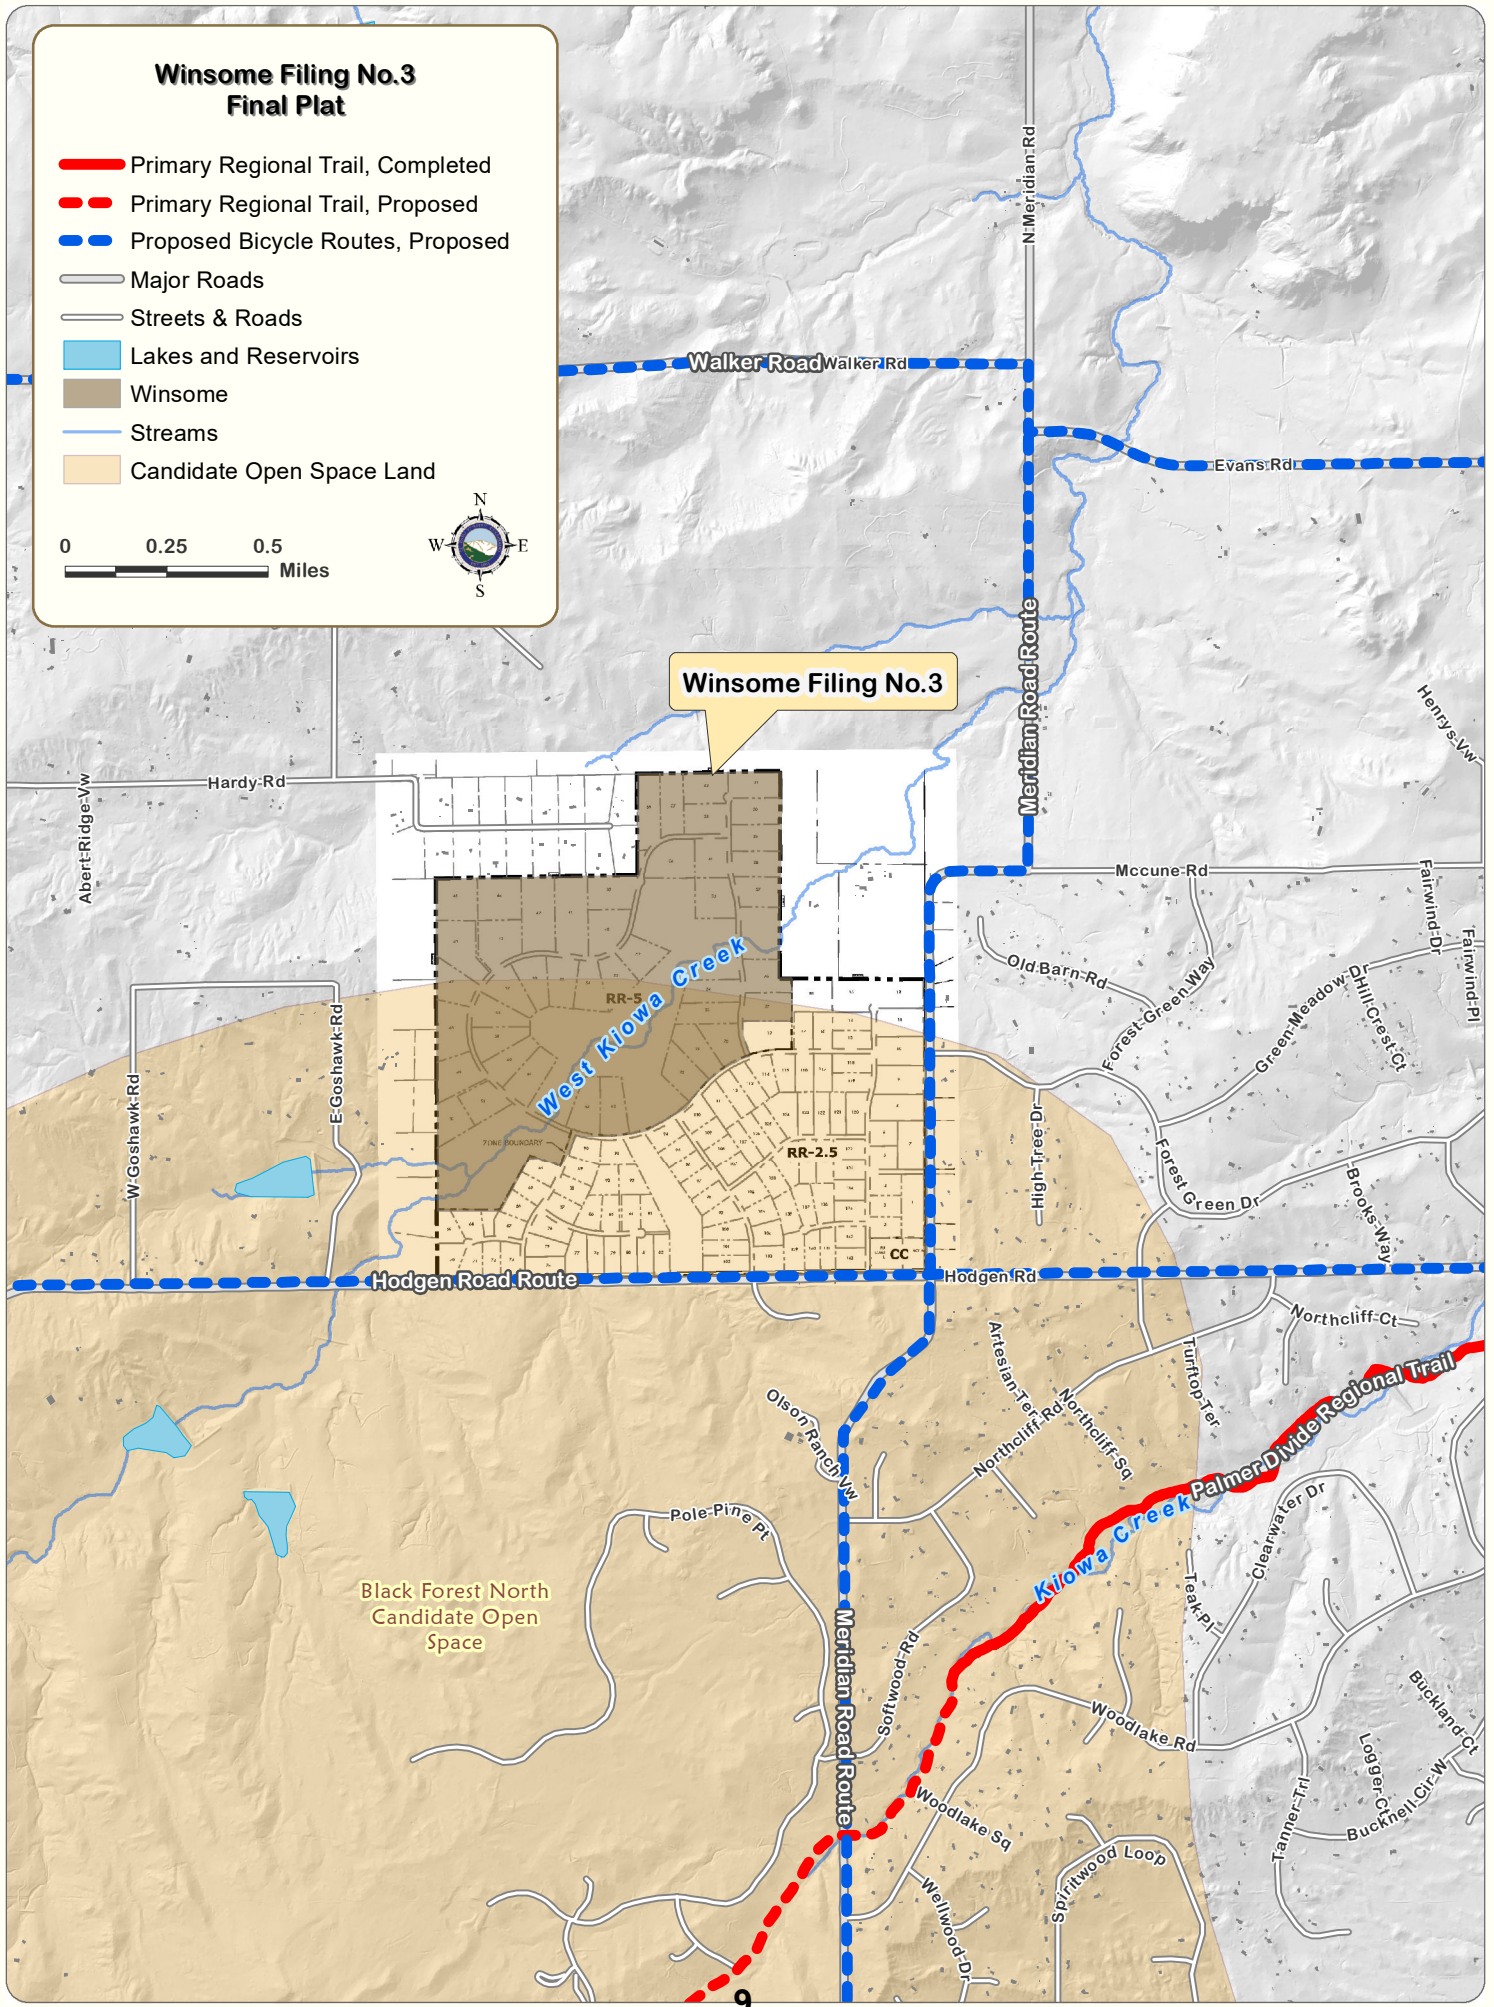 Winsome Filing No.3
Final Plat
Primary Regional Trail, Completed
Primary Regional Trail, Proposed
Proposed Bicycle Routes, Proposed
Major Roads
Streets & Roads
Lakes and Reservoirs
Winsome
Streams
Candidate Open Space Land
0 0.25 0.5
Miles
N
W E
S
N Meridian Rd
Walker Road
Walker Rd
Evans Rd
Meridian Road Route
Winsome Filing No.3
Henrys Vw
Hardy Rd
Abert Ridge Vw
Mccune Rd
Fairwind Dr
Fairwind Pl
Old Barn Rd
Forest Green Way
Green Meadow Dr
Hill Crest Ct
West Kiowa Creek
RR-5
W Goshawk Rd
E Goshawk Rd
High Tree Dr
ZONE BOUNDARY
RR-2.5
CC
Forest Green Dr
Brooks Way
Hodgen Road Route
Hodgen Rd
Northcliff Ct
Artesian Ter
Turftop Ter
Northcliff Rd
Northcliff Sq
Olson Ranch Vw
Palmer Divide Regional Trail
Kiowa Creek
Clearwater Dr
Pole Pine Pt
Teak Pl
Black Forest North
Candidate Open
Space
Meridian Road Route
Softwood Rd
Woodlake Rd
Buckland Ct
Logger Ct
Bucknell Cir W
Tanner Trl
Woodlake Sq
Spiritwood Loop
Wellwood Dr
9